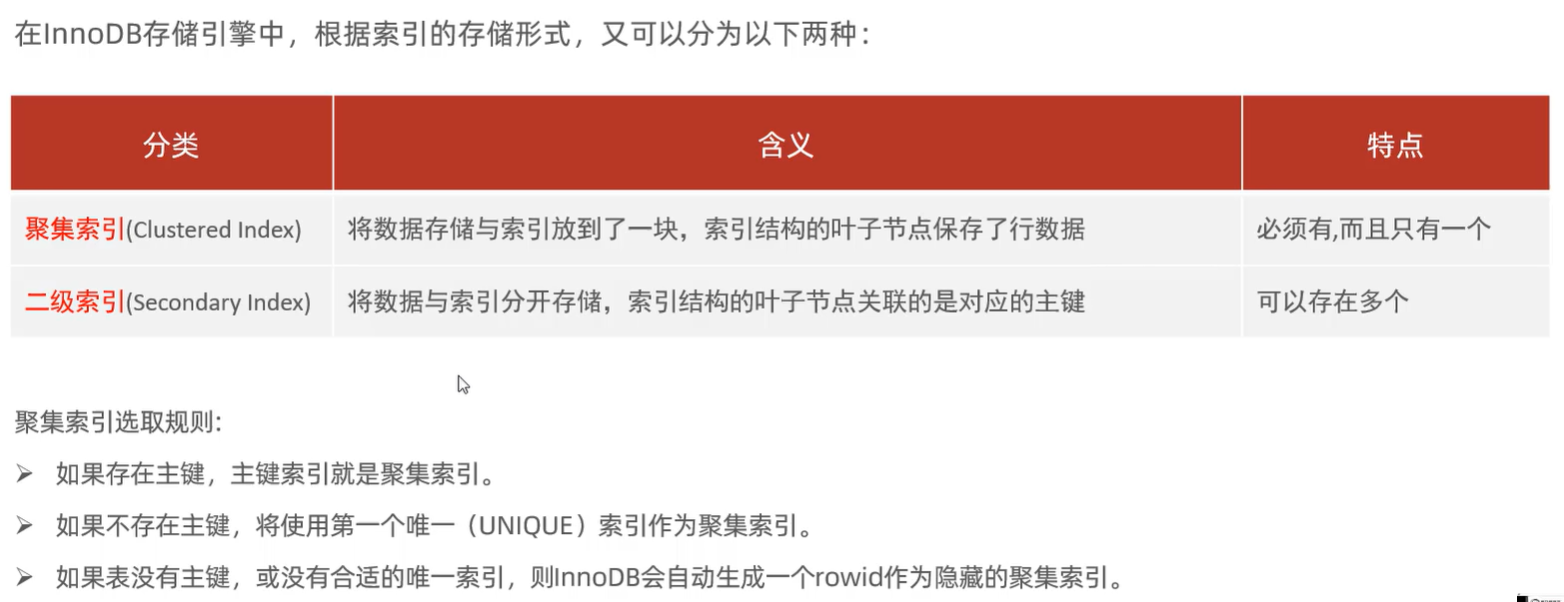 在InnoDB存储引擎中，根据索引的存储形式，又可以分为以下两种：
分类 含义 特点
聚集索引(Clustered Index) 将数据存储与索引放到了一块，索引结构的叶子节点保存了行数据 必须有,而且只有一个
二级索引(Secondary Index) 将数据与索引分开存储，索引结构的叶子节点关联的是对应的主键 可以存在多个
聚集索引选取规则:
➢ 如果存在主键，主键索引就是聚集索引。
➢ 如果不存在主键，将使用第一个唯一（UNIQUE）索引作为聚集索引。
➢ 如果表没有主键，或没有合适的唯一索引，则InnoDB会自动生成一个rowid作为隐藏的聚集索引。